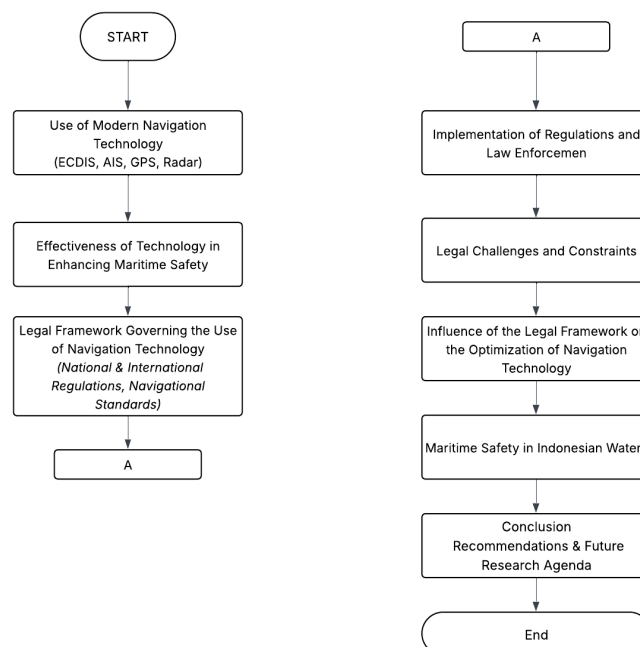 START
Use of Modern Navigation
Technology
(ECDIS, AIS, GPS, Radar)
Effectiveness of Technology in
Enhancing Maritime Safety
Legal Framework Governing the Use
of Navigation Technology
(National & International
Regulations, Navigational
Standards)
A
A
Implementation of Regulations and
Law Enforcemen
Legal Challenges and Constraints
Influence of the Legal Framework on
the Optimization of Navigation
Technology
Maritime Safety in Indonesian Water
Conclusion
Recommendations & Future
Research Agenda
End